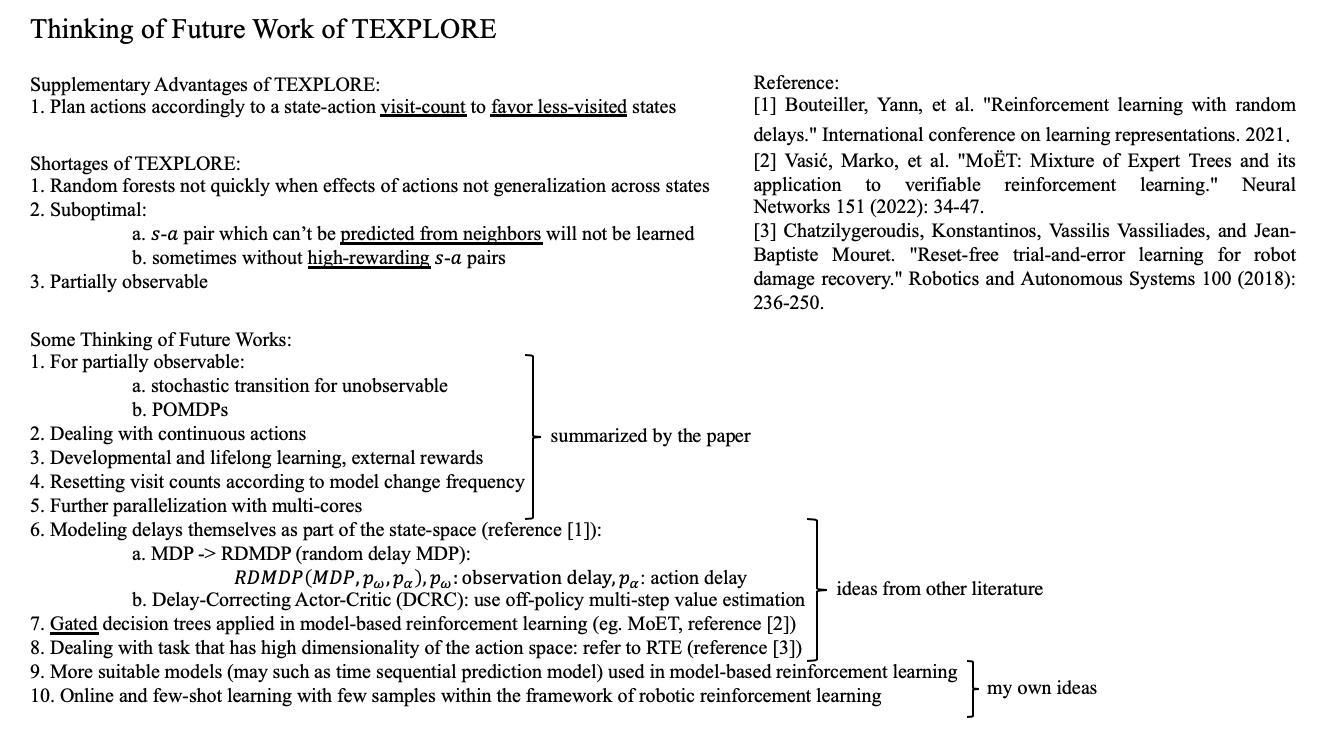 Thinking of Future Work of TEXPLORE
Supplementary Advantages of TEXPLORE:
1. Plan actions accordingly to a state-action visit-count to favor less-visited states
Shortages of TEXPLORE:
1. Random forests not quickly when effects of actions not generalization across states
2. Suboptimal:
a. s-a pair which can’t be predicted from neighbors will not be learned
b. sometimes without high-rewarding s-a pairs
3. Partially observable
Some Thinking of Future Works:
1. For partially observable:
a. stochastic transition for unobservable
b. POMDPs
2. Dealing with continuous actions
3. Developmental and lifelong learning, external rewards
4. Resetting visit counts according to model change frequency
5. Further parallelization with multi-cores
summarized by the paper
6. Modeling delays themselves as part of the state-space (reference [1]):
a. MDP -> RDMDP (random delay MDP):
RDMDP(MDP, pω, pα), pω: observation delay, pα: action delay
b. Delay-Correcting Actor-Critic (DCRC): use off-policy multi-step value estimation
7. Gated decision trees applied in model-based reinforcement learning (eg. MoET, reference [2])
8. Dealing with task that has high dimensionality of the action space: refer to RTE (reference [3])
ideas from other literature
9. More suitable models (may such as time sequential prediction model) used in model-based reinforcement learning
10. Online and few-shot learning with few samples within the framework of robotic reinforcement learning
my own ideas
Reference:
[1] Bouteiller, Yann, et al. "Reinforcement learning with random
delays." International conference on learning representations. 2021.
[2] Vasić, Marko, et al. "MoËT: Mixture of Expert Trees and its
application to verifiable reinforcement learning." Neural
Networks 151 (2022): 34-47.
[3] Chatzilygeroudis, Konstantinos, Vassilis Vassiliades, and Jean-
Baptiste Mouret. "Reset-free trial-and-error learning for robot
damage recovery." Robotics and Autonomous Systems 100 (2018):
236-250.